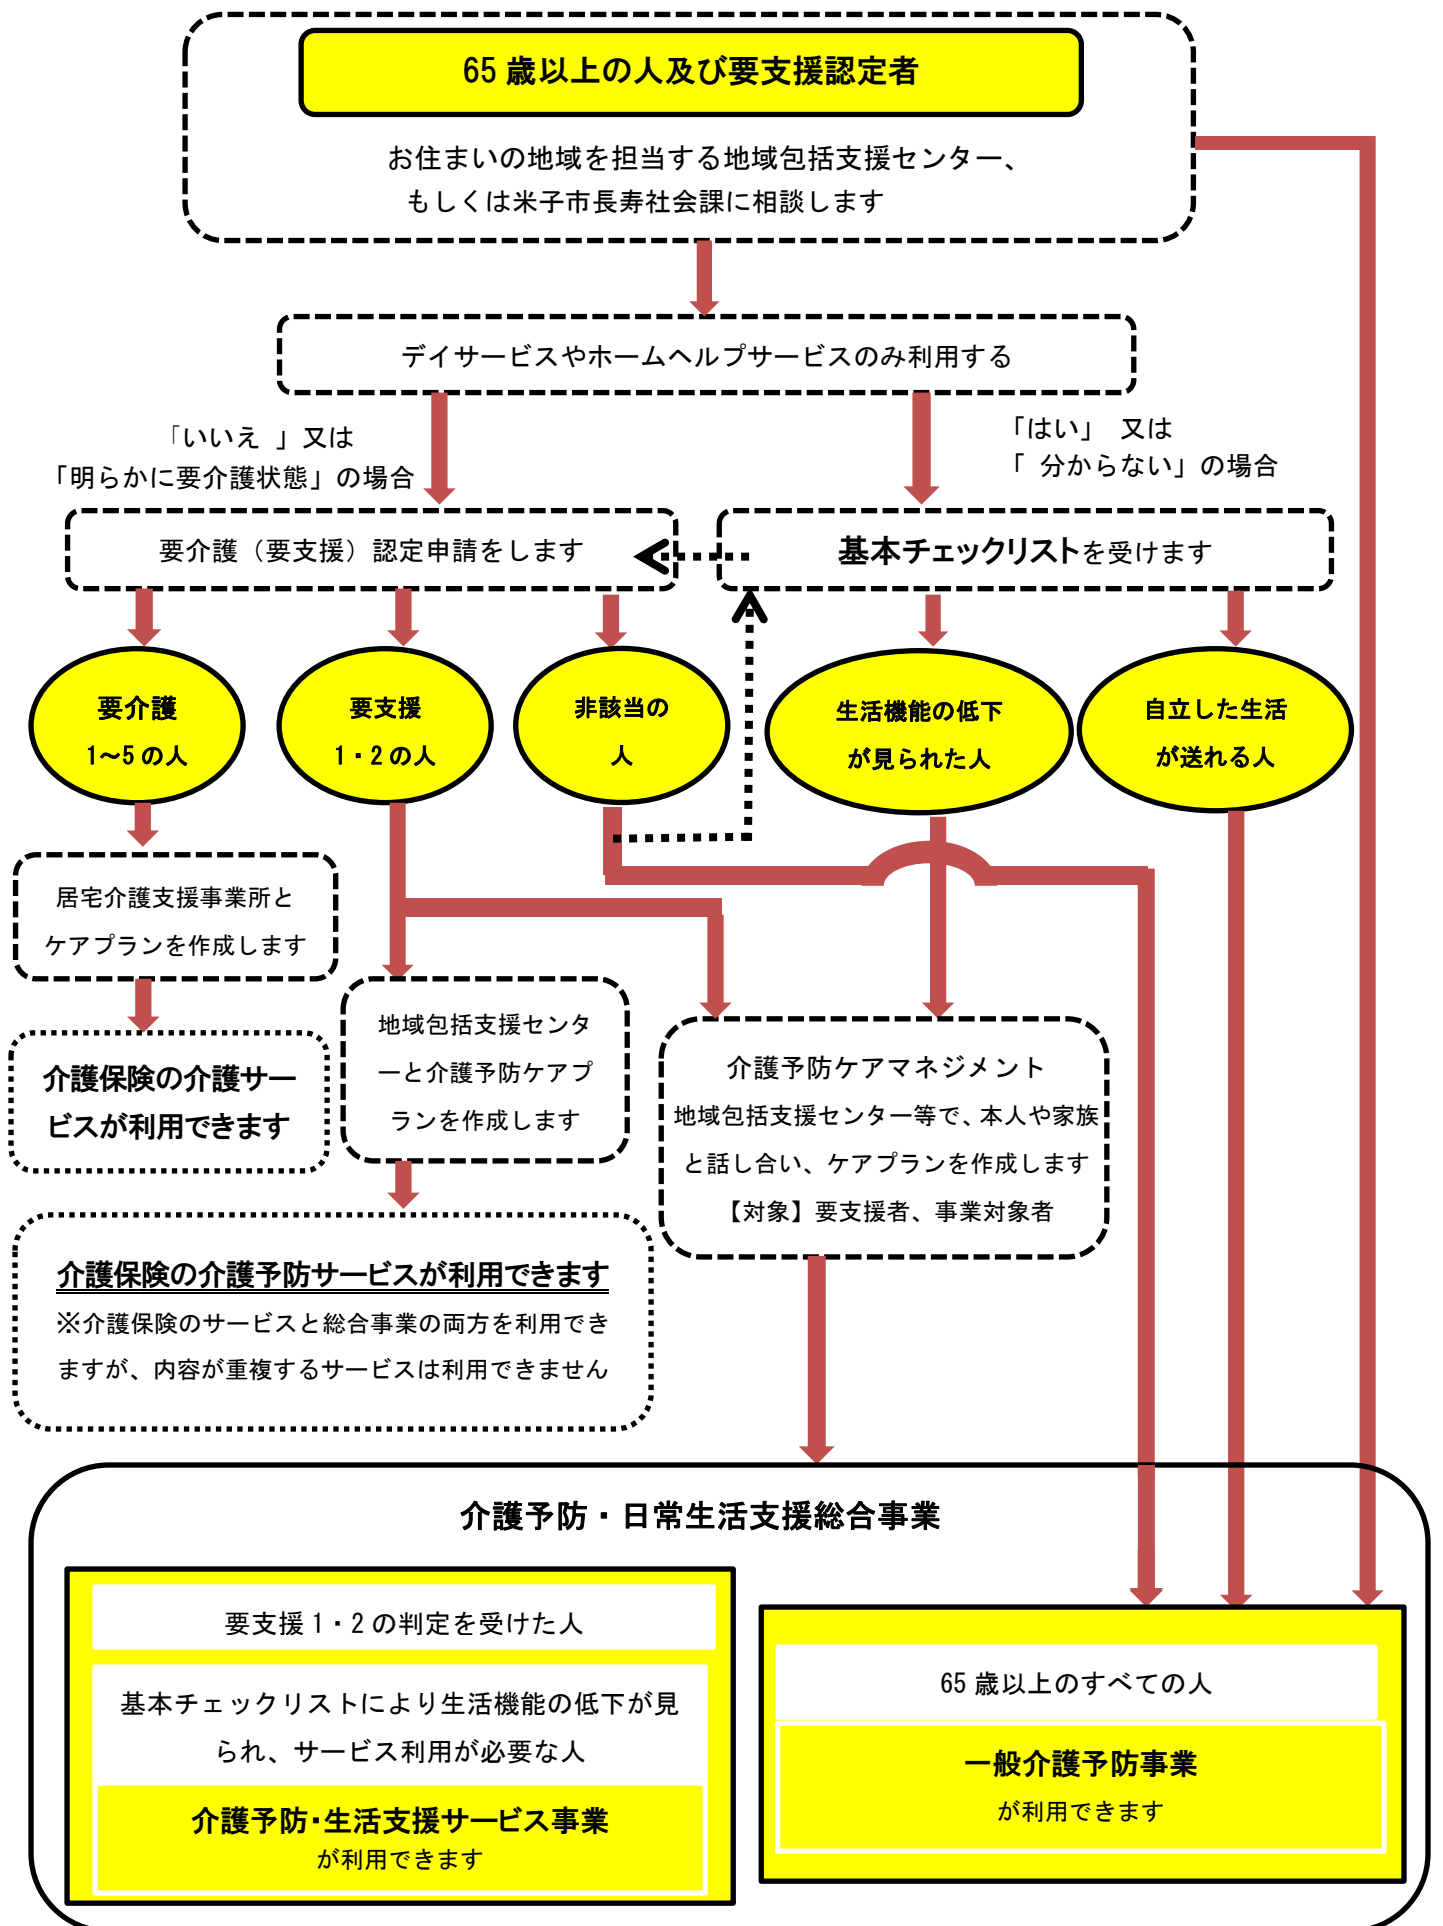 65歳以上の人及び要支援認定者
お住まいの地域を担当する地域包括支援センター、
もしくは米子市長寿社会課に相談します
デイサービスやホームヘルプサービスのみ利用する
「いいえ 」又は
「明らかに要介護状態」の場合
「はい」 又は
「 分からない」の場合
要介護（要支援）認定申請をします
基本チェックリストを受けます
要介護
1～5の人
要支援
1・2の人
非該当の
人
生活機能の低下
が見られた人
自立した生活
が送れる人
居宅介護支援事業所と
ケアプランを作成します
介護保険の介護サー
ビスが利用できます
地域包括支援センタ
ーと介護予防ケアプ
ランを作成します
介護予防ケアマネジメント
地域包括支援センター等で、本人や家族
と話し合い、ケアプランを作成します
【対象】要支援者、事業対象者
介護保険の介護予防サービスが利用できます
※介護保険のサービスと総合事業の両方を利用でき
ますが、内容が重複するサービスは利用できません
介護予防・日常生活支援総合事業
要支援1・2の判定を受けた人
基本チェックリストにより生活機能の低下が見
られ、サービス利用が必要な人
介護予防・生活支援サービス事業
が利用できます
65歳以上のすべての人
一般介護予防事業
が利用できます